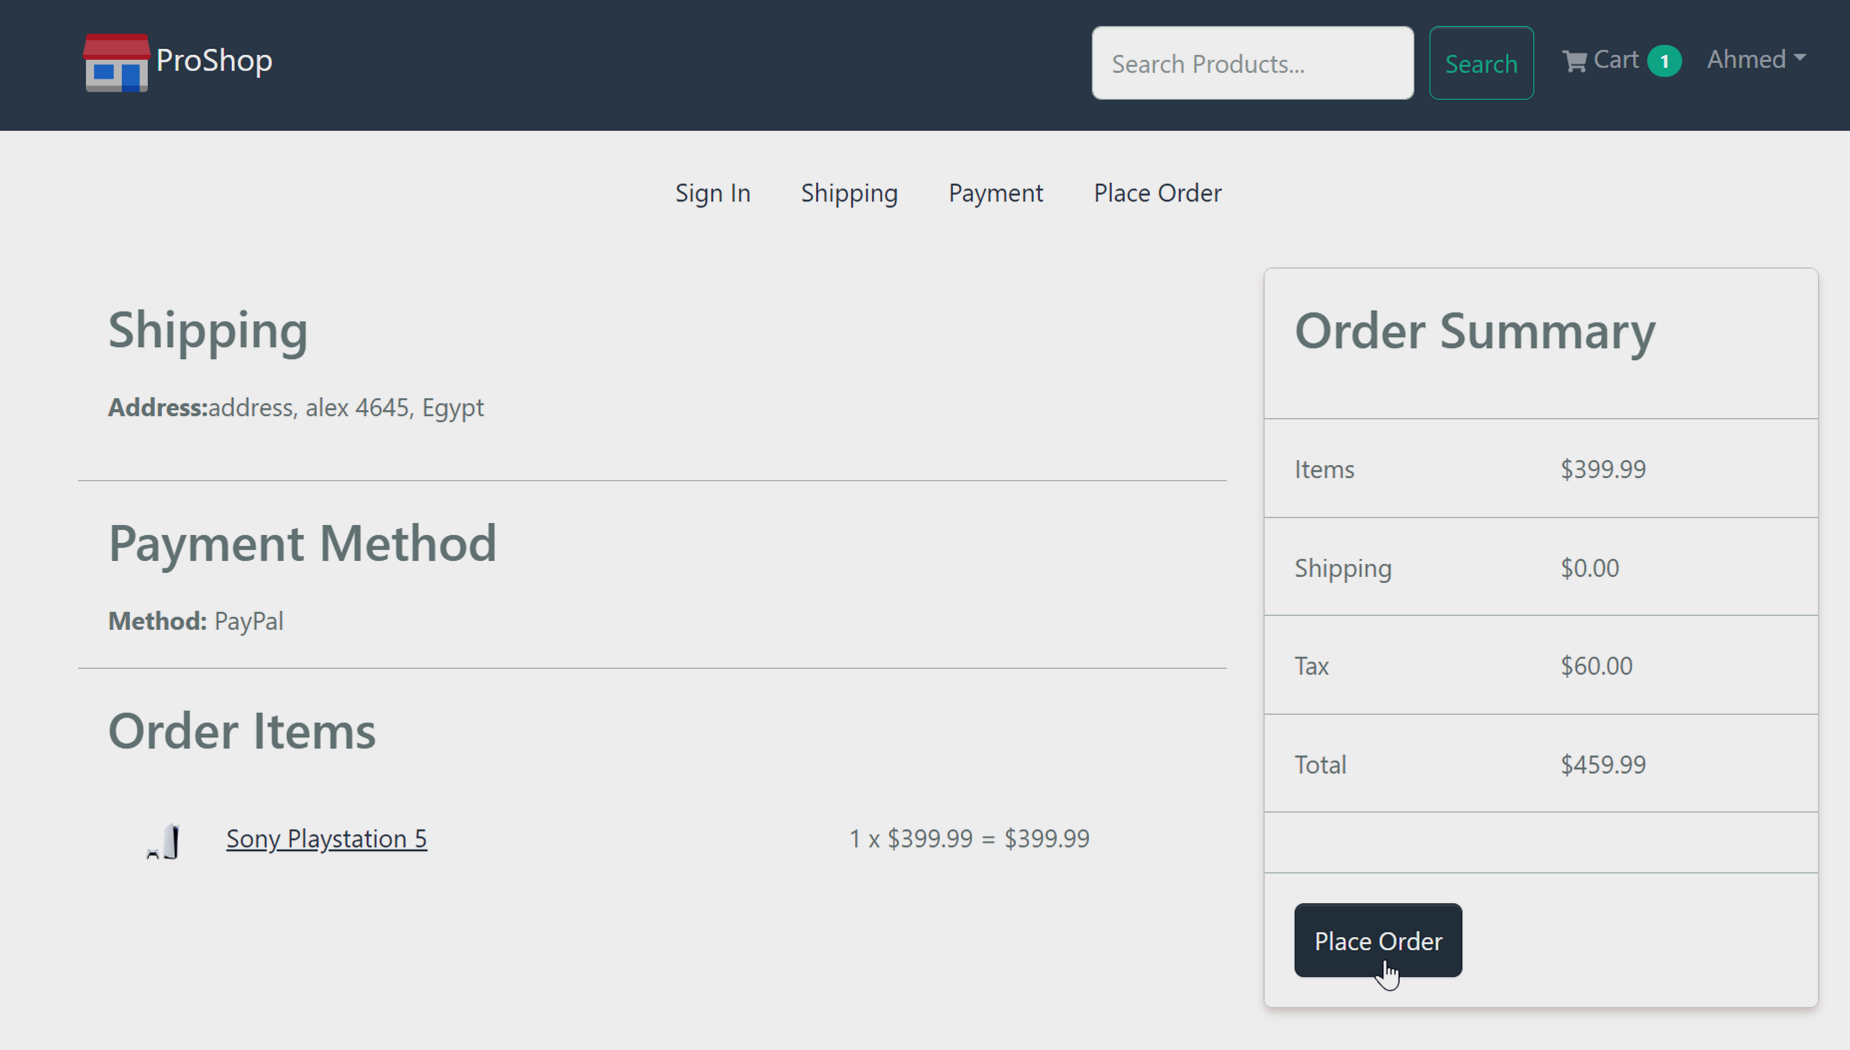 ProShop
Search Products...
Search
Cart 1
Ahmed
Sign In
Shipping
Payment
Place Order
Shipping
Address:address, alex 4645, Egypt
Payment Method
Method: PayPal
Order Items
Sony Playstation 5
1 x $399.99 = $399.99
Order Summary
Items $399.99
Shipping $0.00
Tax $60.00
Total $459.99
Place Order